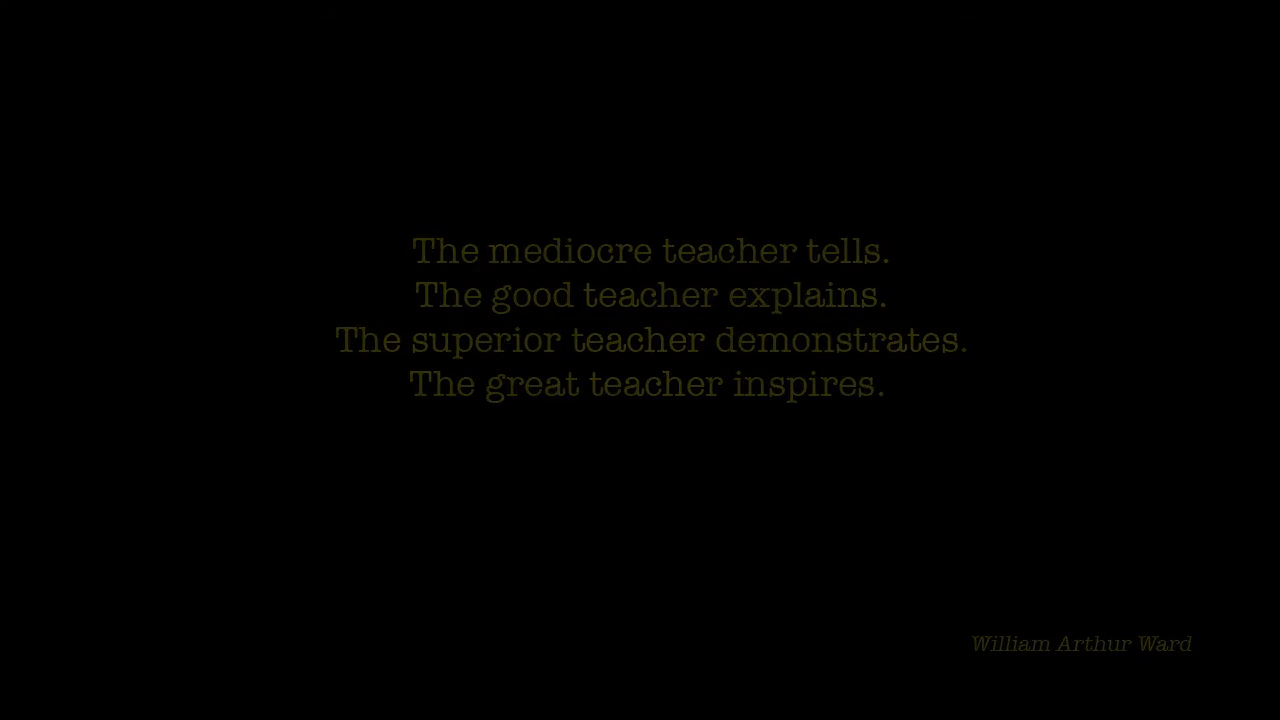 The mediocre teacher tells.
The good teacher explains.
The superior teacher demonstrates.
The great teacher inspires.
William Arthur Ward